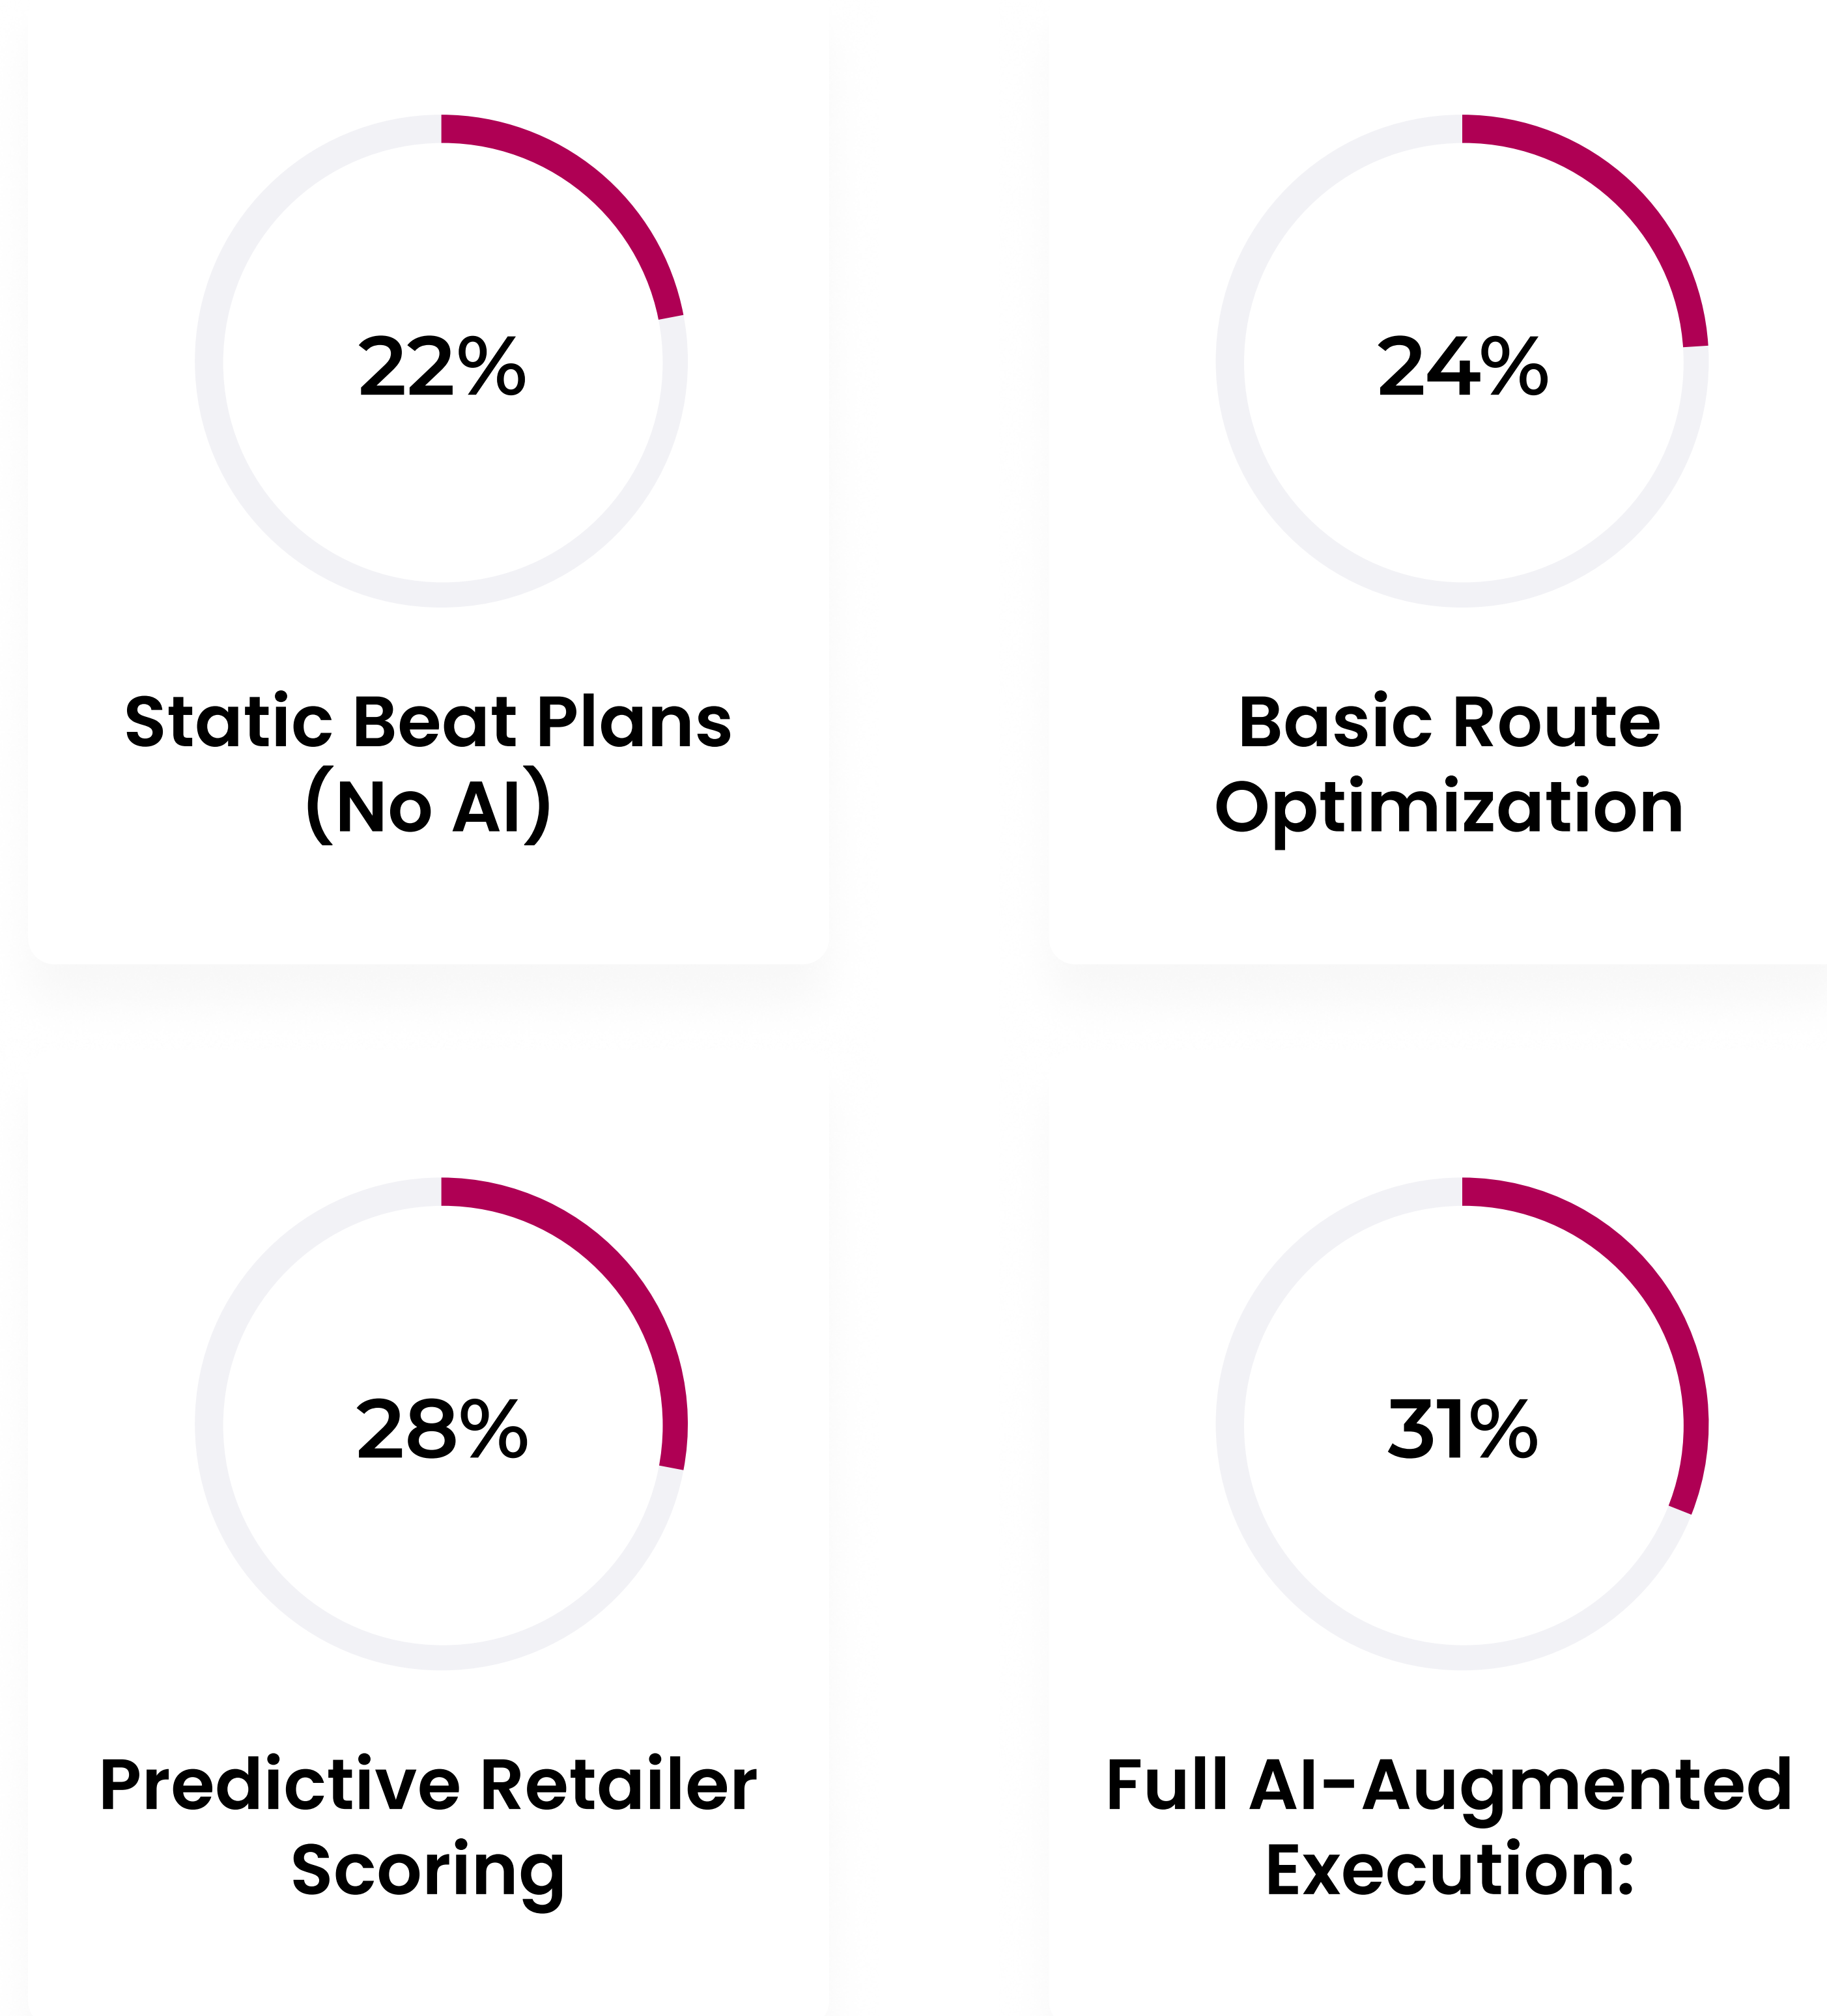 22%
24%
Static Beat Plans
(No AI)
Basic Route
Optimization
28%
31%
Predictive Retailer
Scoring
Full AI-Augmented
Execution: